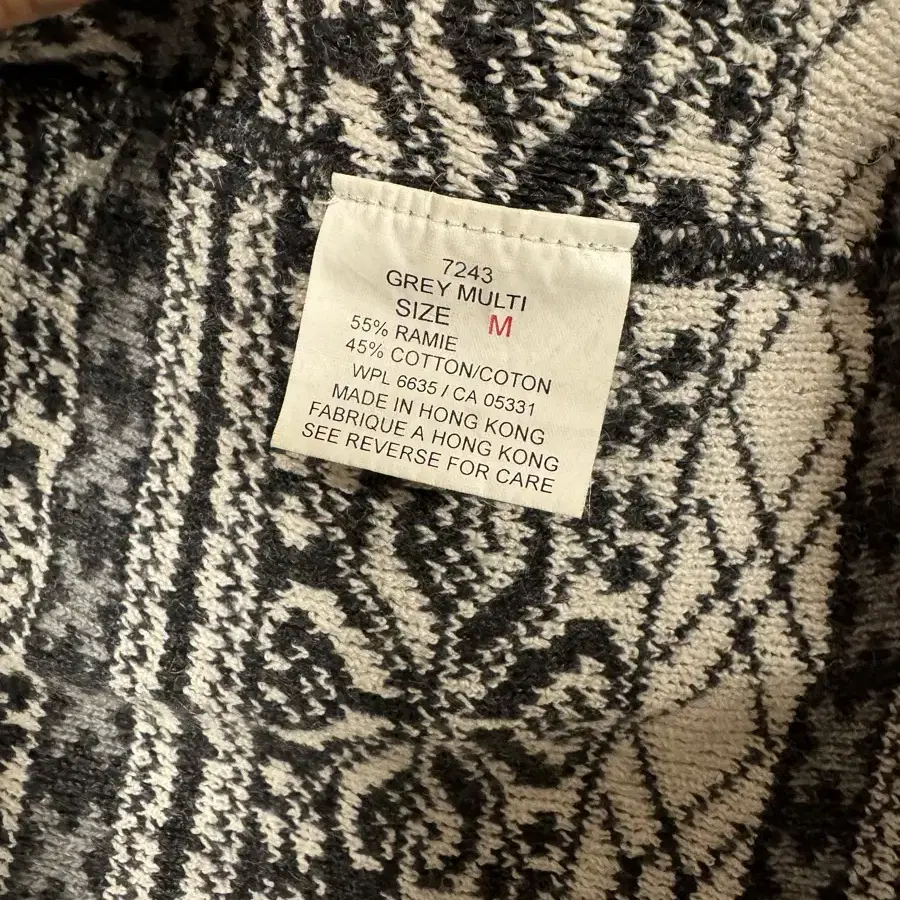 7243
GREY MULTI
SIZE M
55% RAMIE
45% COTTON/COTON
WPL 6635 / CA 05331
MADE IN HONG KONG
FABRIQUE A HONG KONG
SEE REVERSE FOR CARE